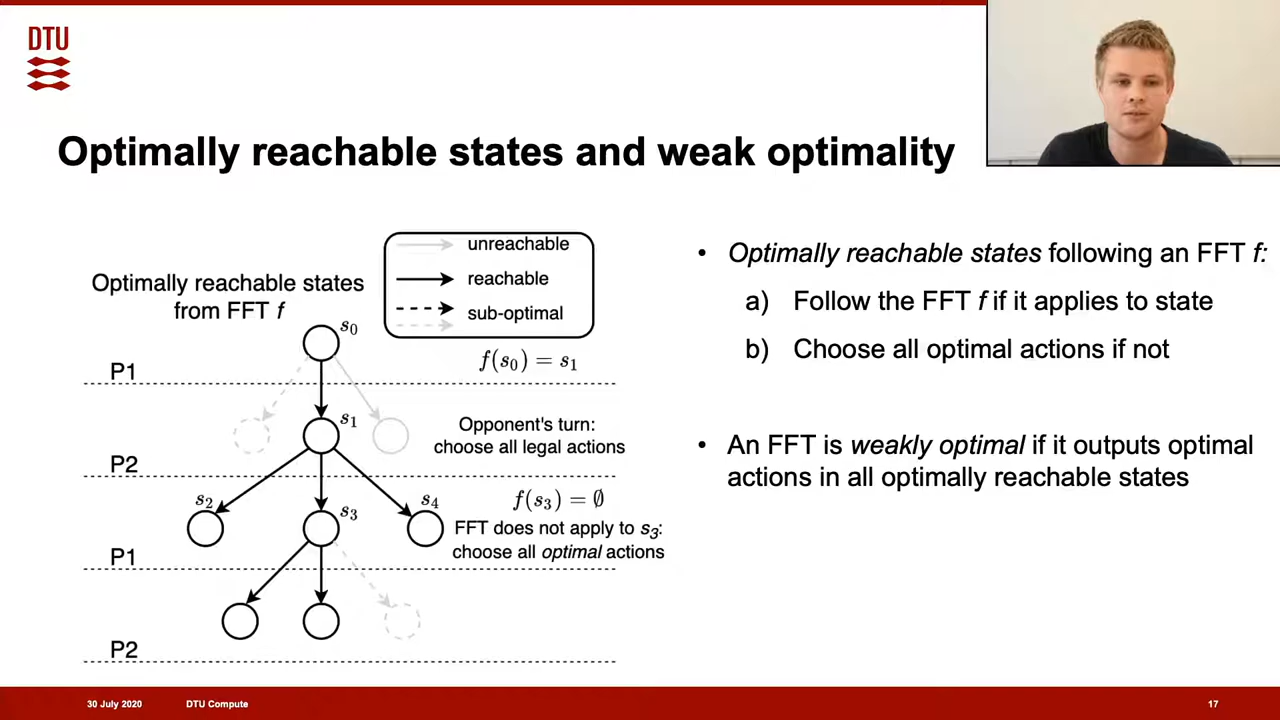 DTU
Optimally reachable states and weak optimality
Optimally reachable states
from FFT f
unreachable
reachable
sub-optimal
s₀
f(s₀) = s₁
P1
s₁
Opponent's turn:
choose all legal actions
P2
s₂
s₃
s₄
f(s₃) = ∅
FFT does not apply to s₃:
choose all optimal actions
P1
P2
• Optimally reachable states following an FFT f:
a) Follow the FFT f if it applies to state
b) Choose all optimal actions if not
• An FFT is weakly optimal if it outputs optimal
actions in all optimally reachable states
30 July 2020
DTU Compute
17